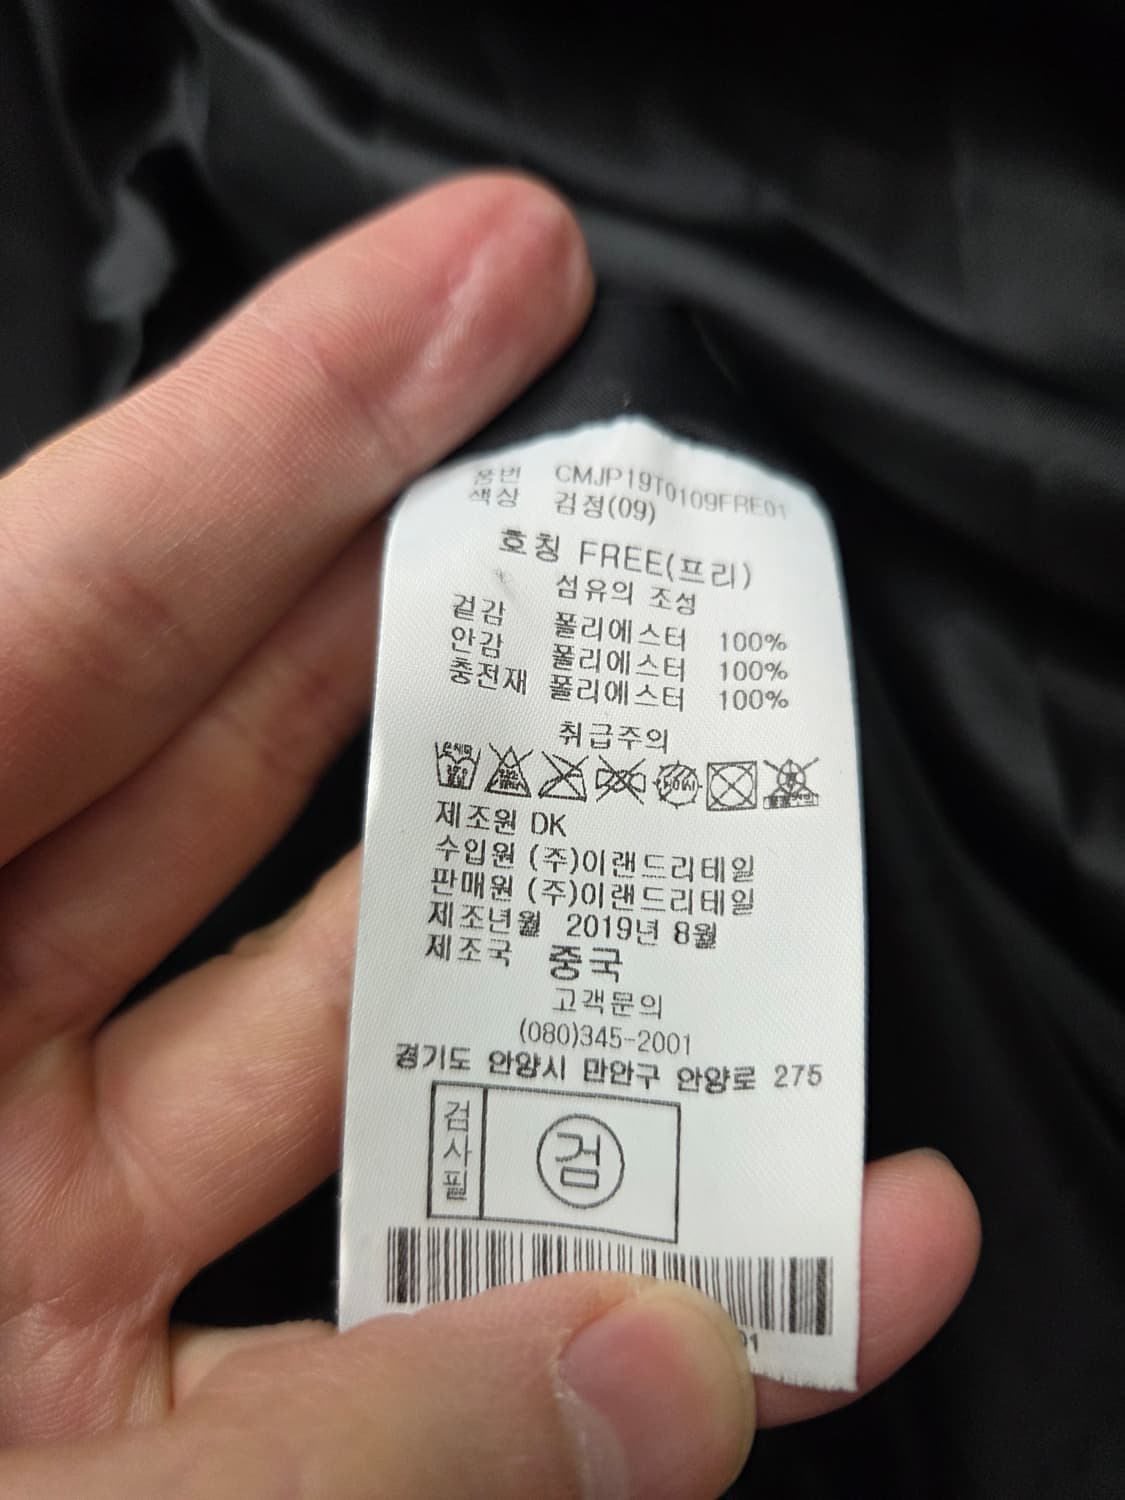 품번 CMJP19T0109FRE01
색상 검정(09)
호칭 FREE(프리)
섬유의 조성
겉감 폴리에스터 100%
안감 폴리에스터 100%
충전재 폴리에스터 100%
취급주의
손세탁
제조원 DK
수입원 (주)이랜드리테일
판매원 (주)이랜드리테일
제조년월 2019년 8월
제조국 중국
고객문의
(080)345-2001
경기도 안양시 만안구 안양로 275
검사필
검